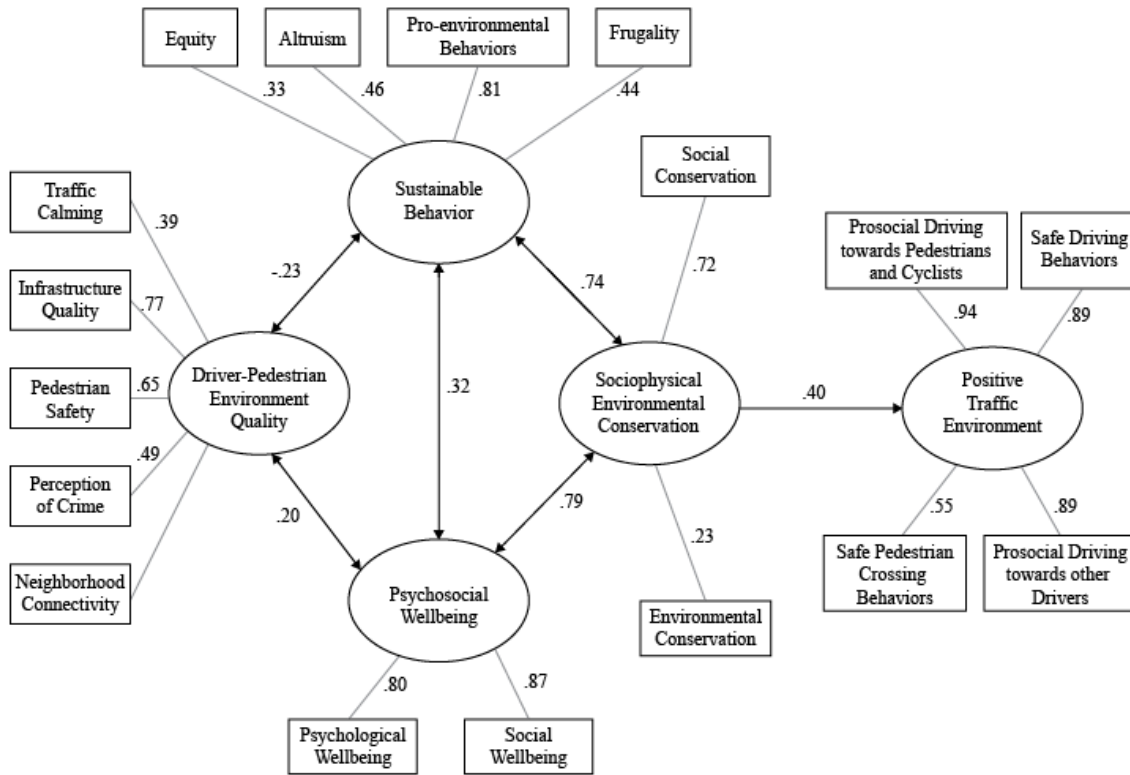 Equity
Altruism
Pro-environmental
Behaviors
Frugality
.33
.46
.81
.44
Sustainable
Behavior
Social
Conservation
.72
Traffic
Calming
.39
Infrastructure
Quality
.77
Pedestrian
Safety
.65
Perception
of Crime
.49
Neighborhood
Connectivity
Driver-Pedestrian
Environment
Quality
-.23
.32
.74
.20
.79
Sociophysical
Environmental
Conservation
.40
Prosocial Driving
towards Pedestrians
and Cyclists
Safe Driving
Behaviors
.94
.89
Positive
Traffic
Environment
.55
.89
Safe Pedestrian
Crossing
Behaviors
Prosocial Driving
towards other
Drivers
.23
Environmental
Conservation
Psychosocial
Wellbeing
.80
.87
Psychological
Wellbeing
Social
Wellbeing